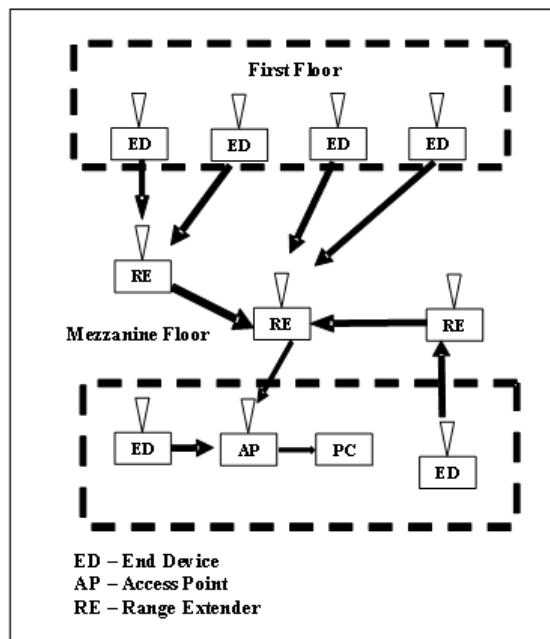 First Floor
ED ED ED ED
RE
RE RE
Mezzanine Floor
ED AP PC ED
ED – End Device
AP – Access Point
RE – Range Extender